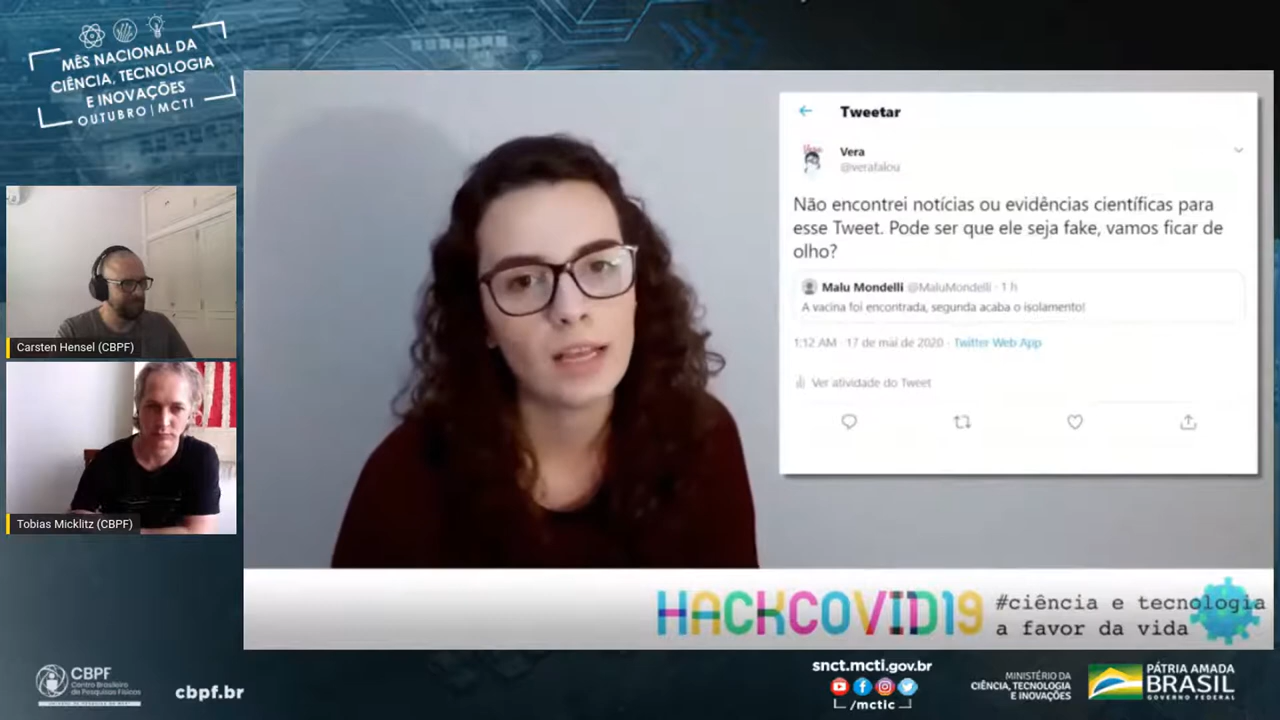 MÊS NACIONAL DA
CIÊNCIA, TECNOLOGIA
E INOVAÇÕES
OUTUBRO | MCTI
Carsten Hensel (CBPF)
Tobias Micklitz (CBPF)
Tweetar
Vera
@verafalou
Não encontrei notícias ou evidências científicas para
esse Tweet. Pode ser que ele seja fake, vamos ficar de
olho?
Malu Mondelli @MaluMondelli · 1 h
A vacina foi encontrada, segunda acaba o isolamento!
1:12 AM · 17 de mai de 2020 · Twitter Web App
Ver atividade do Tweet
HACKCOVID19
#ciência e tecnologia
a favor da vida
CBPF
Centro Brasileiro
de Pesquisas Físicas
cbpf.br
snct.mcti.gov.br
/mctic
MINISTÉRIO DA
CIÊNCIA, TECNOLOGIA
E INOVAÇÕES
PÁTRIA AMADA
BRASIL
GOVERNO FEDERAL